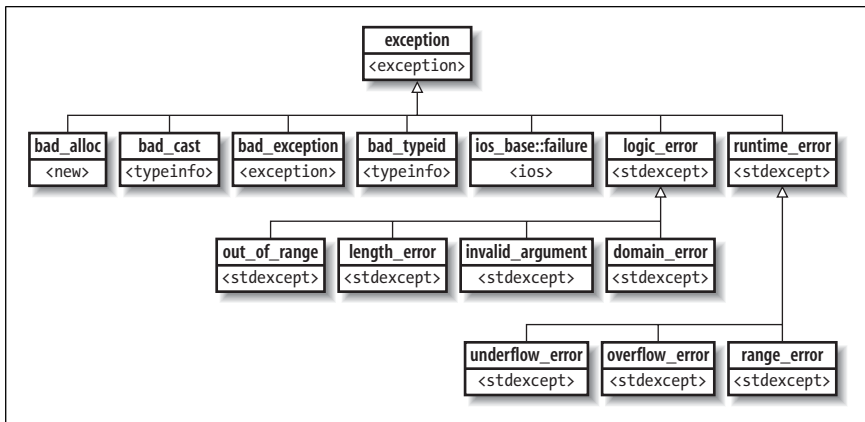 exception
<exception>
bad_alloc
<new>
bad_cast
<typeinfo>
bad_exception
<exception>
bad_typeid
<typeinfo>
ios_base::failure
<ios>
logic_error
<stdexcept>
runtime_error
<stdexcept>
out_of_range
<stdexcept>
length_error
<stdexcept>
invalid_argument
<stdexcept>
domain_error
<stdexcept>
underflow_error
<stdexcept>
overflow_error
<stdexcept>
range_error
<stdexcept>